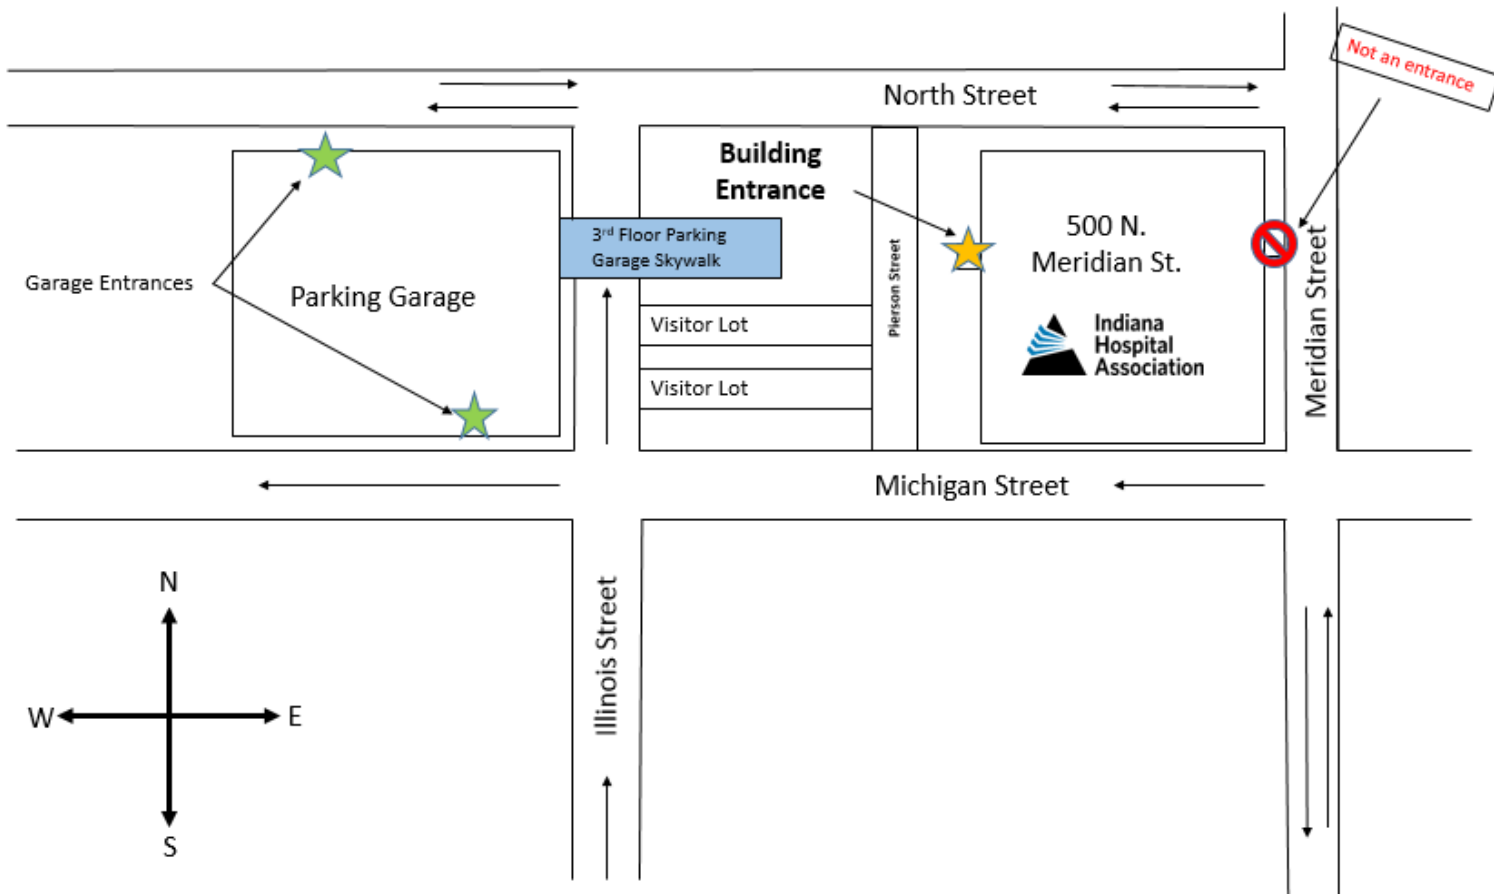 Not an entrance
North Street
Building
Entrance
3rd Floor Parking
Garage Skywalk
500 N.
Meridian St.
Garage Entrances
Parking Garage
Pierson Street
Meridian Street
Visitor Lot
Indiana
Hospital
Association
Visitor Lot
Michigan Street
Illinois Street
N
W
E
S